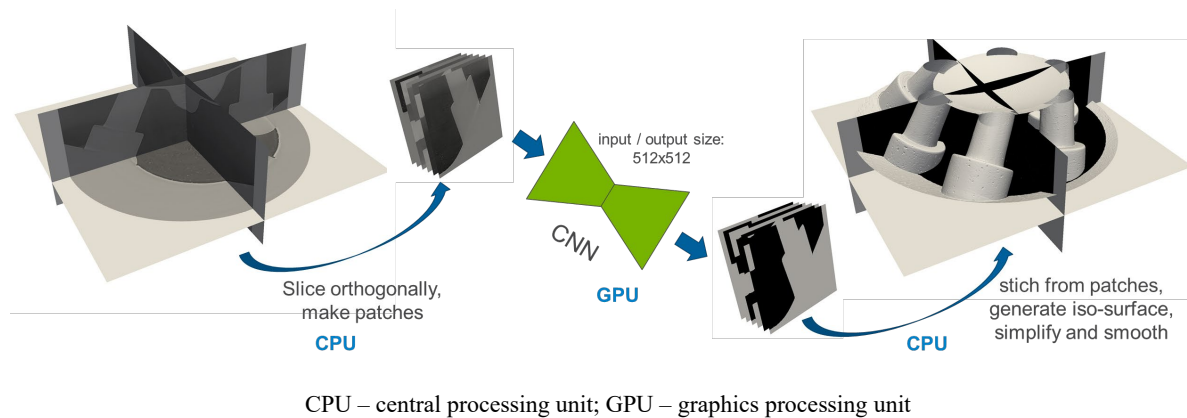 Slice orthogonally,
make patches
CPU
input / output size:
512x512
CNN
GPU
stich from patches,
generate iso-surface,
simplify and smooth
CPU
CPU – central processing unit; GPU – graphics processing unit